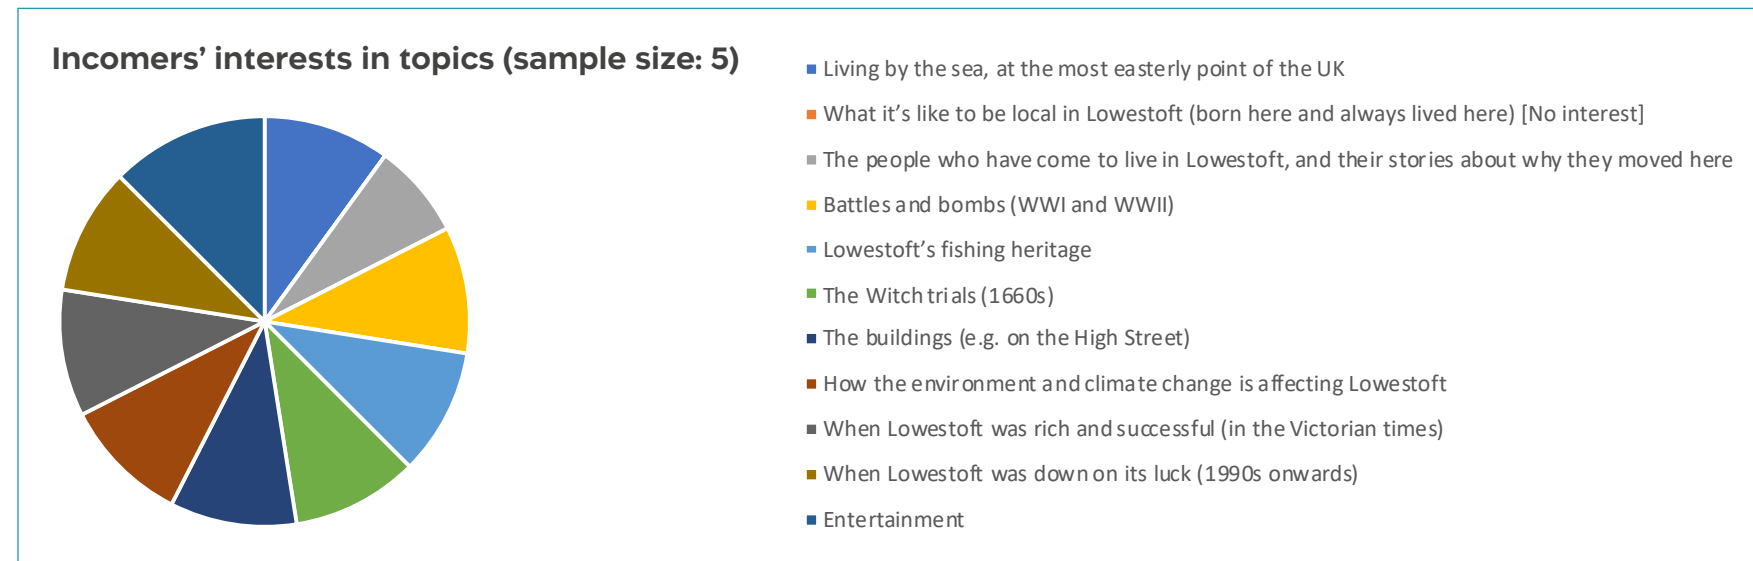 Incomers’ interests in topics (sample size: 5)
Living by the sea, at the most easterly point of the UK
What it’s like to be local in Lowestoft (born here and always lived here) [No interest]
The people who have come to live in Lowestoft, and their stories about why they moved here
Battles and bombs (WWI and WWII)
Lowestoft’s fishing heritage
The Witch trials (1660s)
The buildings (e.g. on the High Street)
How the environment and climate change is affecting Lowestoft
When Lowestoft was rich and successful (in the Victorian times)
When Lowestoft was down on its luck (1990s onwards)
Entertainment